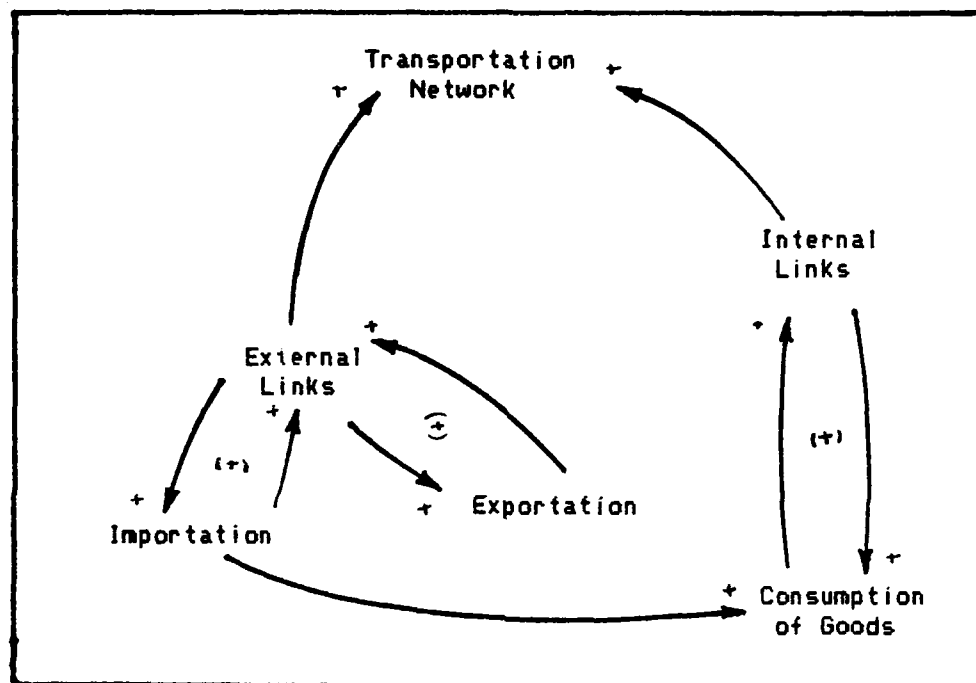 Transportation
Network
+
+
Internal
Links
+
+
External
Links
+
(+)
(+)
(+)
+
+
Exportation
Importation
+
+
Consumption
of Goods